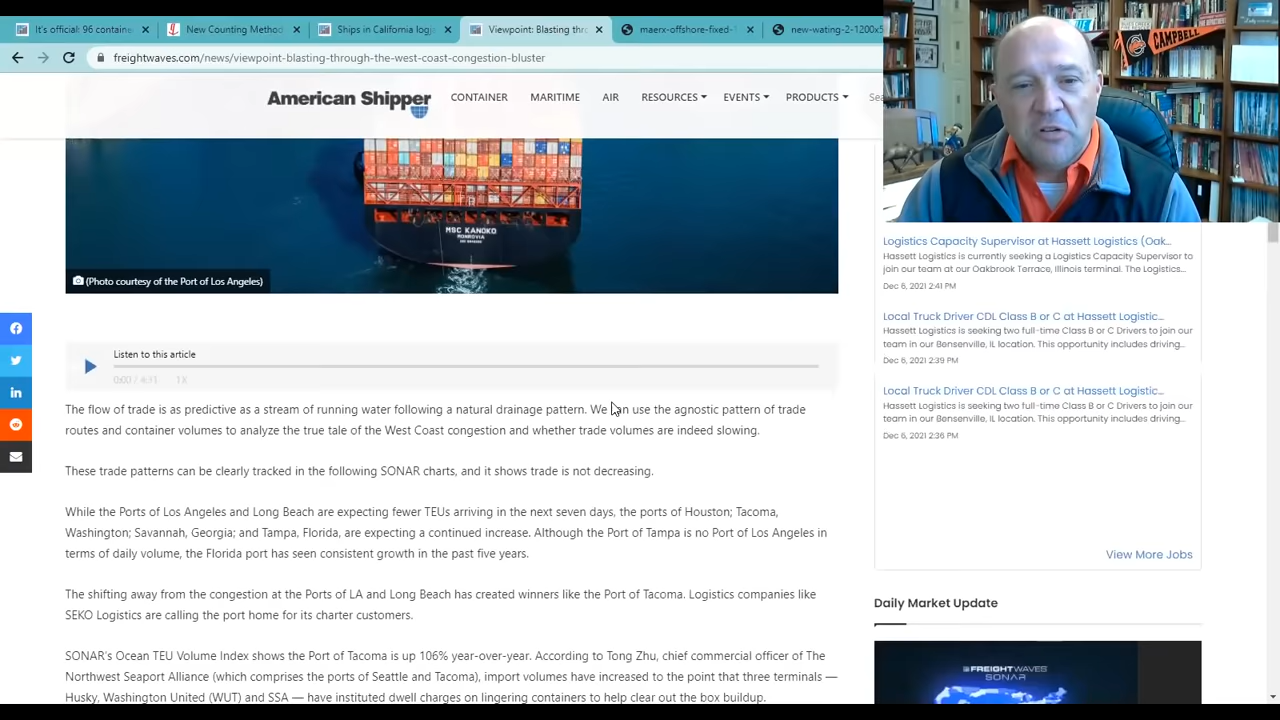 It's official: 96 containe
New Counting Method
Ships in California logj
Viewpoint: Blasting thr
maerx-offshore-fixed-
new-wating-2-1200x5
freightwaves.com/news/viewpoint-blasting-through-the-west-coast-congestion-bluster
CAMPBELL
American Shipper
CONTAINER MARITIME AIR RESOURCES EVENTS PRODUCTS Sea
MSC KANOKO
MONROVIA
(Photo courtesy of the Port of Los Angeles)
Listen to this article
0:00 / 4:31 1X
The flow of trade is as predictive as a stream of running water following a natural drainage pattern. We can use the agnostic pattern of trade
routes and container volumes to analyze the true tale of the West Coast congestion and whether trade volumes are indeed slowing.
These trade patterns can be clearly tracked in the following SONAR charts, and it shows trade is not decreasing.
While the Ports of Los Angeles and Long Beach are expecting fewer TEUs arriving in the next seven days, the ports of Houston; Tacoma,
Washington; Savannah, Georgia; and Tampa, Florida, are expecting a continued increase. Although the Port of Tampa is no Port of Los Angeles in
terms of daily volume, the Florida port has seen consistent growth in the past five years.
The shifting away from the congestion at the Ports of LA and Long Beach has created winners like the Port of Tacoma. Logistics companies like
SEKO Logistics are calling the port home for its charter customers.
SONAR's Ocean TEU Volume Index shows the Port of Tacoma is up 106% year-over-year. According to Tong Zhu, chief commercial officer of The
Northwest Seaport Alliance (which comprises the ports of Seattle and Tacoma), import volumes have increased to the point that three terminals —
Husky, Washington United (WUT) and SSA — have instituted dwell charges on lingering containers to help clear out the box buildup.
Logistics Capacity Supervisor at Hassett Logistics (Oak...
Hassett Logistics is currently seeking a Logistics Capacity Supervisor to
join our team at our Oakbrook Terrace, Illinois terminal. The Logistics...
Dec 6, 2021 2:41 PM
Local Truck Driver CDL Class B or C at Hassett Logistic...
Hassett Logistics is seeking two full-time Class B or C Drivers to join our
team in our Bensenville, IL location. This opportunity includes driving...
Dec 6, 2021 2:39 PM
Local Truck Driver CDL Class B or C at Hassett Logistic...
Hassett Logistics is seeking two full-time Class B or C Drivers to join our
team in our Bensenville, IL location. This opportunity includes driving...
Dec 6, 2021 2:36 PM
View More Jobs
Daily Market Update
FREIGHTWAVES
SONAR